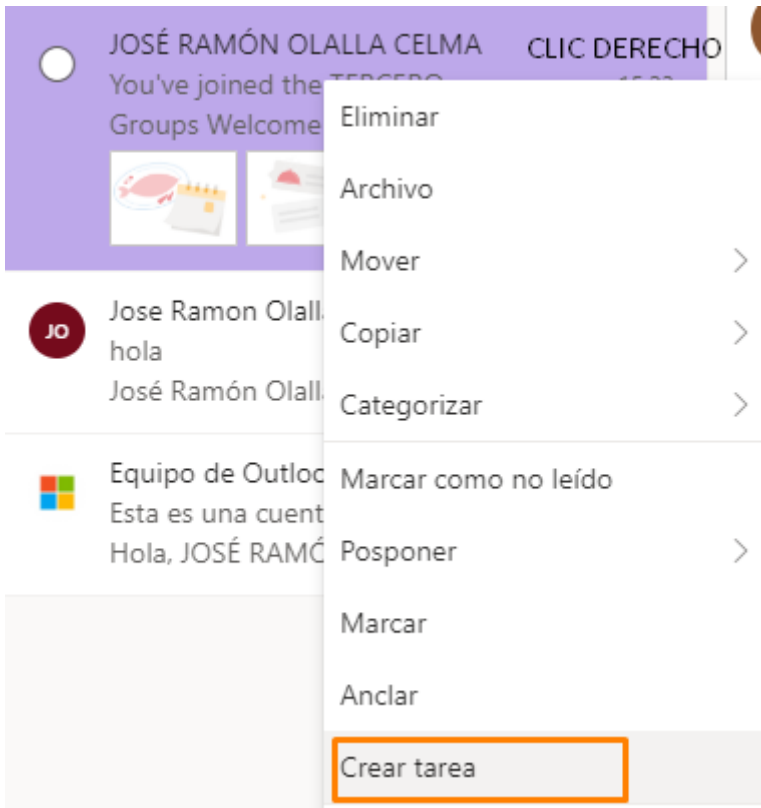 JOSÉ RAMÓN OLALLA CELMA CLIC DERECHO
You've joined the TERCERO
Groups Welcome
Eliminar
Archivo
Mover
Copiar
Categorizar
Marcar como no leído
Posponer
Marcar
Anclar
Crear tarea
JO
Jose Ramon Olall
hola
José Ramón Olall
Equipo de Outloo
Esta es una cuent
Hola, JOSÉ RAMÓ